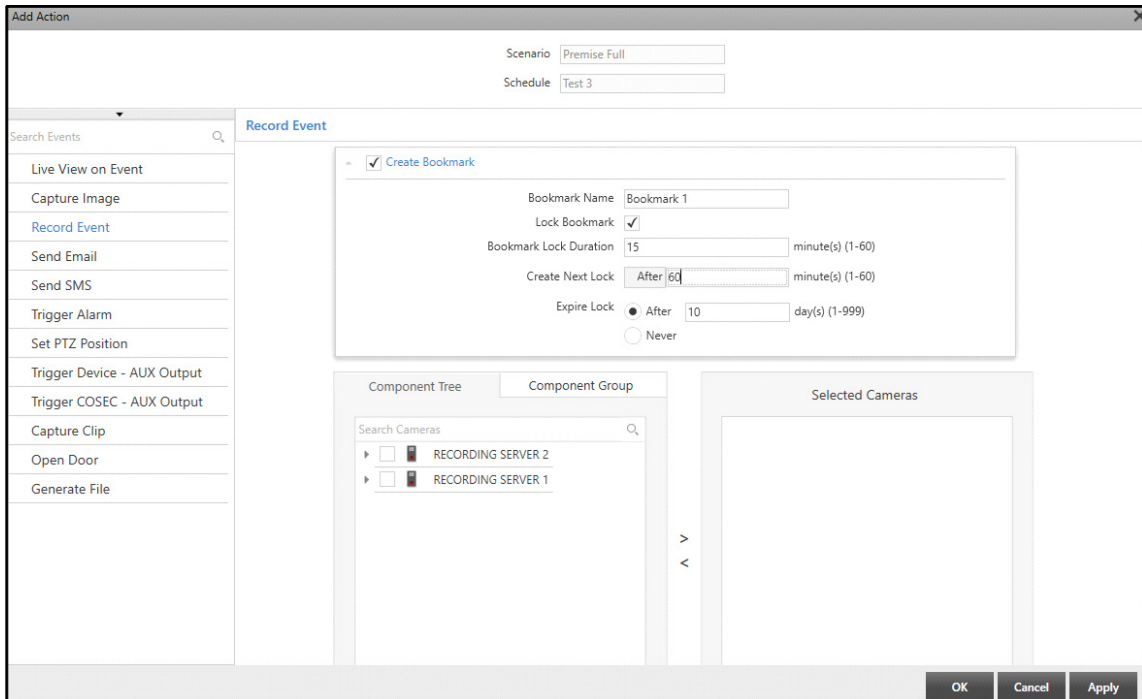 Add Action
Scenario Premise Full
Schedule Test 3
Search Events
Live View on Event
Capture Image
Record Event
Send Email
Send SMS
Trigger Alarm
Set PTZ Position
Trigger Device - AUX Output
Trigger COSEC - AUX Output
Capture Clip
Open Door
Generate File
Record Event
Create Bookmark
Bookmark Name Bookmark 1
Lock Bookmark
Bookmark Lock Duration 15 minute(s) (1-60)
Create Next Lock After 60 minute(s) (1-60)
Expire Lock After 10 day(s) (1-999)
Never
Component Tree Component Group
Search Cameras
RECORDING SERVER 2
RECORDING SERVER 1
>
<
Selected Cameras
OK Cancel Apply